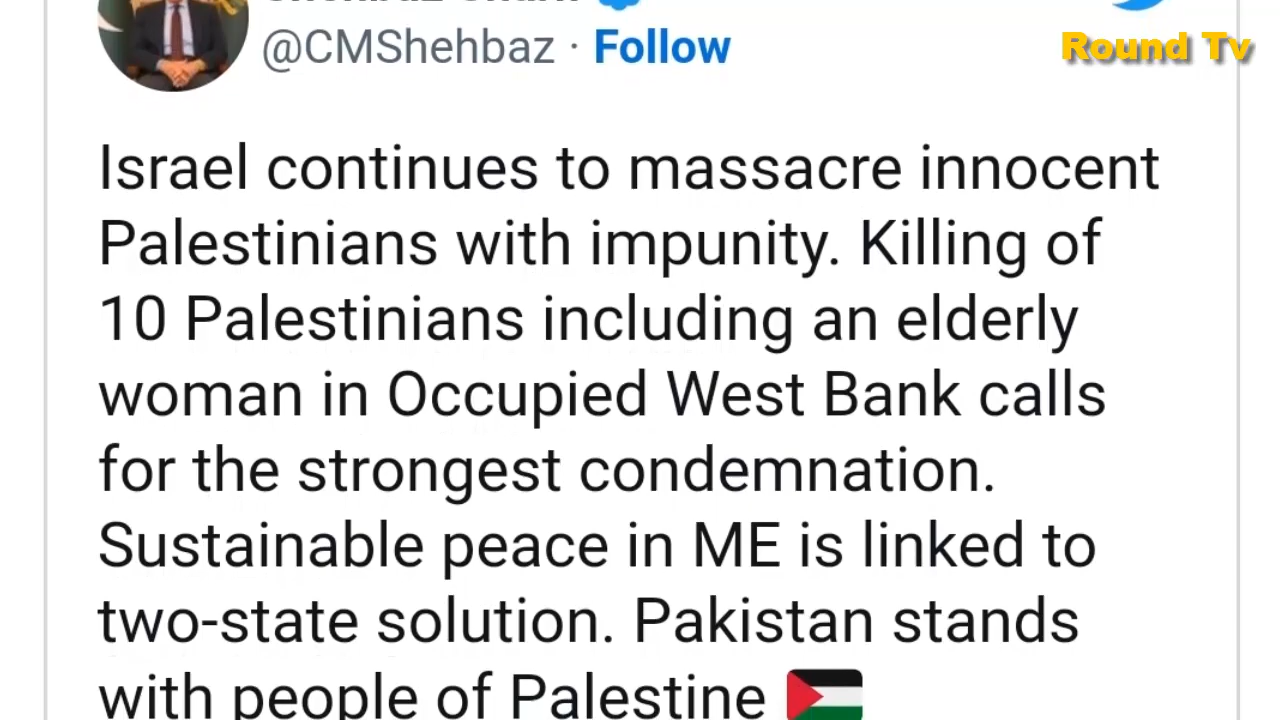 @CMShehbaz · Follow
Round Tv
Israel continues to massacre innocent
Palestinians with impunity. Killing of
10 Palestinians including an elderly
woman in Occupied West Bank calls
for the strongest condemnation.
Sustainable peace in ME is linked to
two-state solution. Pakistan stands
with people of Palestine 🇵🇸